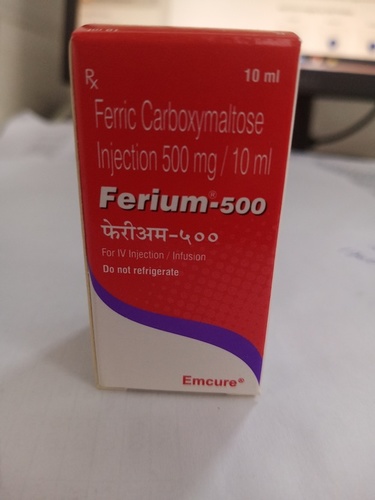 Rx
10 ml
Ferric Carboxymaltose
Injection 500 mg / 10 ml
Ferium®-500
फेरीअम-५००
For IV Injection / Infusion
Do not refrigerate
Emcure®